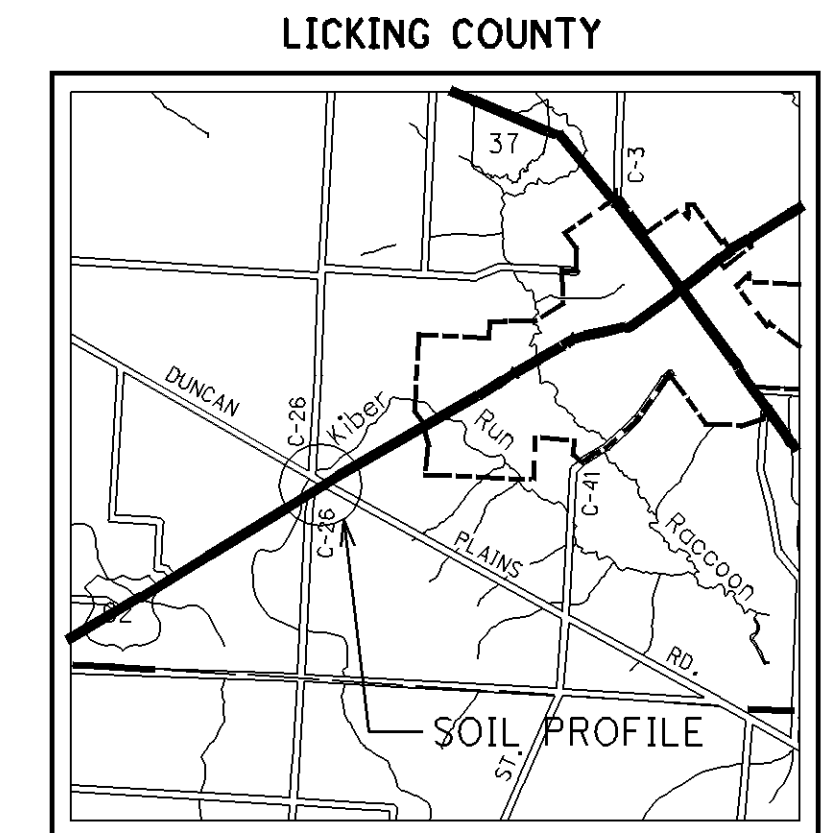 LICKING COUNTY
37
C-3
DUNCAN
C-26
Kiber
Run
C-26
C-41
PLAINS
Raccoon
62
RD.
SOIL PROFILE
ST.